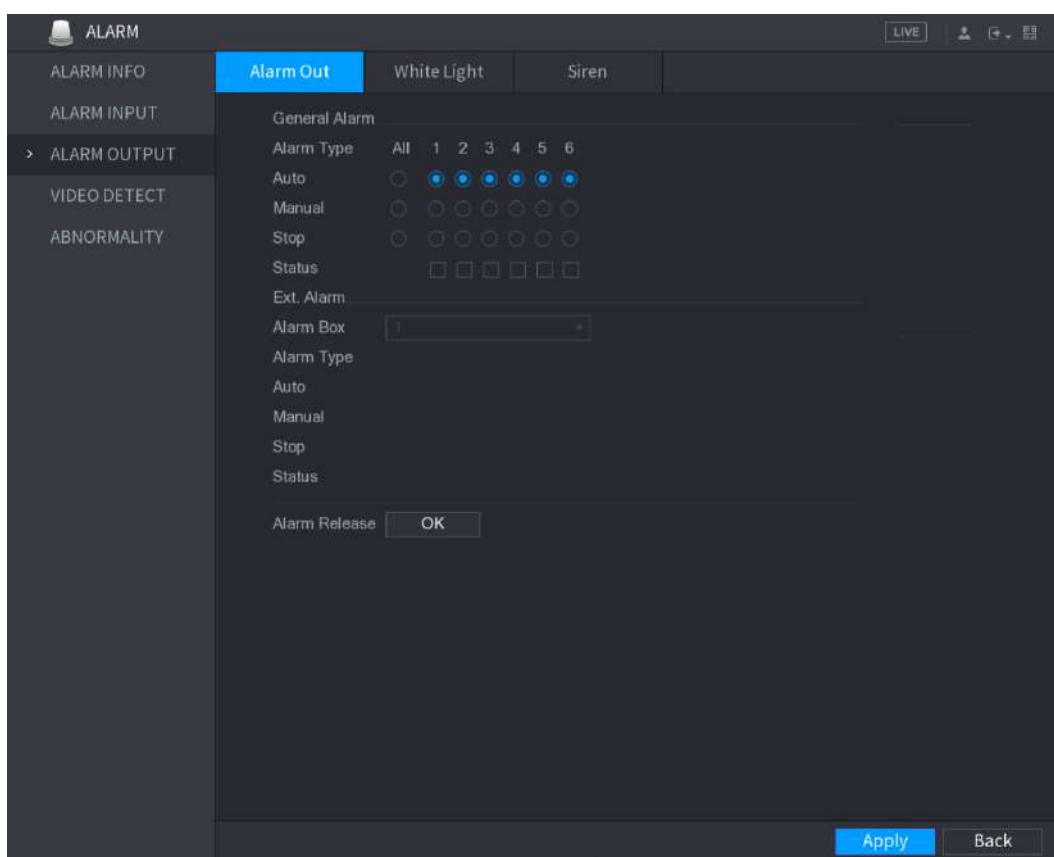 ALARM
LIVE
ALARM INFO
ALARM INPUT
> ALARM OUTPUT
VIDEO DETECT
ABNORMALITY
Alarm Out White Light Siren
General Alarm
Alarm Type All 1 2 3 4 5 6
Auto
Manual
Stop
Status
Ext. Alarm
Alarm Box 1
Alarm Type
Auto
Manual
Stop
Status
Alarm Release OK
Apply Back